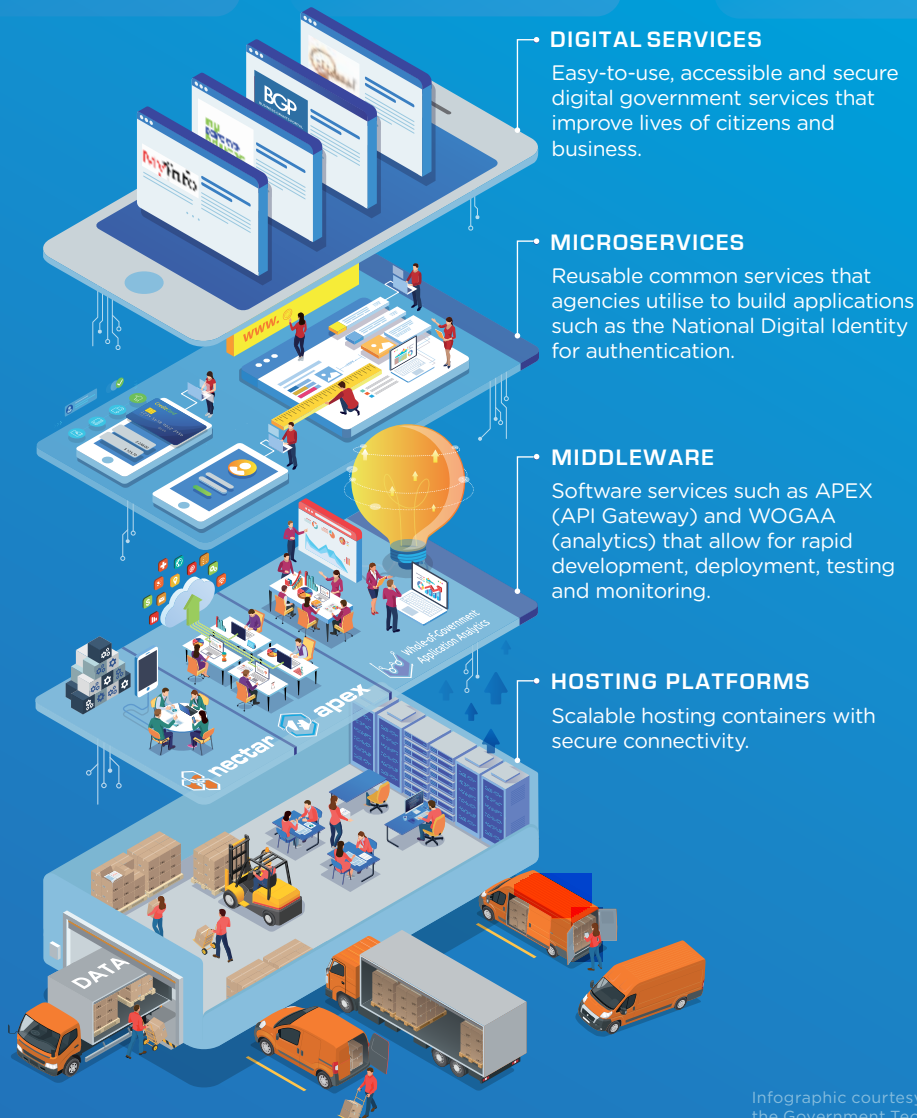 DIGITAL SERVICES
Easy-to-use, accessible and secure
digital government services that
improve lives of citizens and
business.
BGP
MyInfo
MICROSERVICES
Reusable common services that
agencies utilise to build applications
such as the National Digital Identity
for authentication.
www.
MIDDLEWARE
Software services such as APEX
(API Gateway) and WOGAA
(analytics) that allow for rapid
development, deployment, testing
and monitoring.
Whole-of-Government
Application Analytics
apex
nectar
HOSTING PLATFORMS
Scalable hosting containers with
secure connectivity.
DATA
Infographic courtesy
the Government Tec